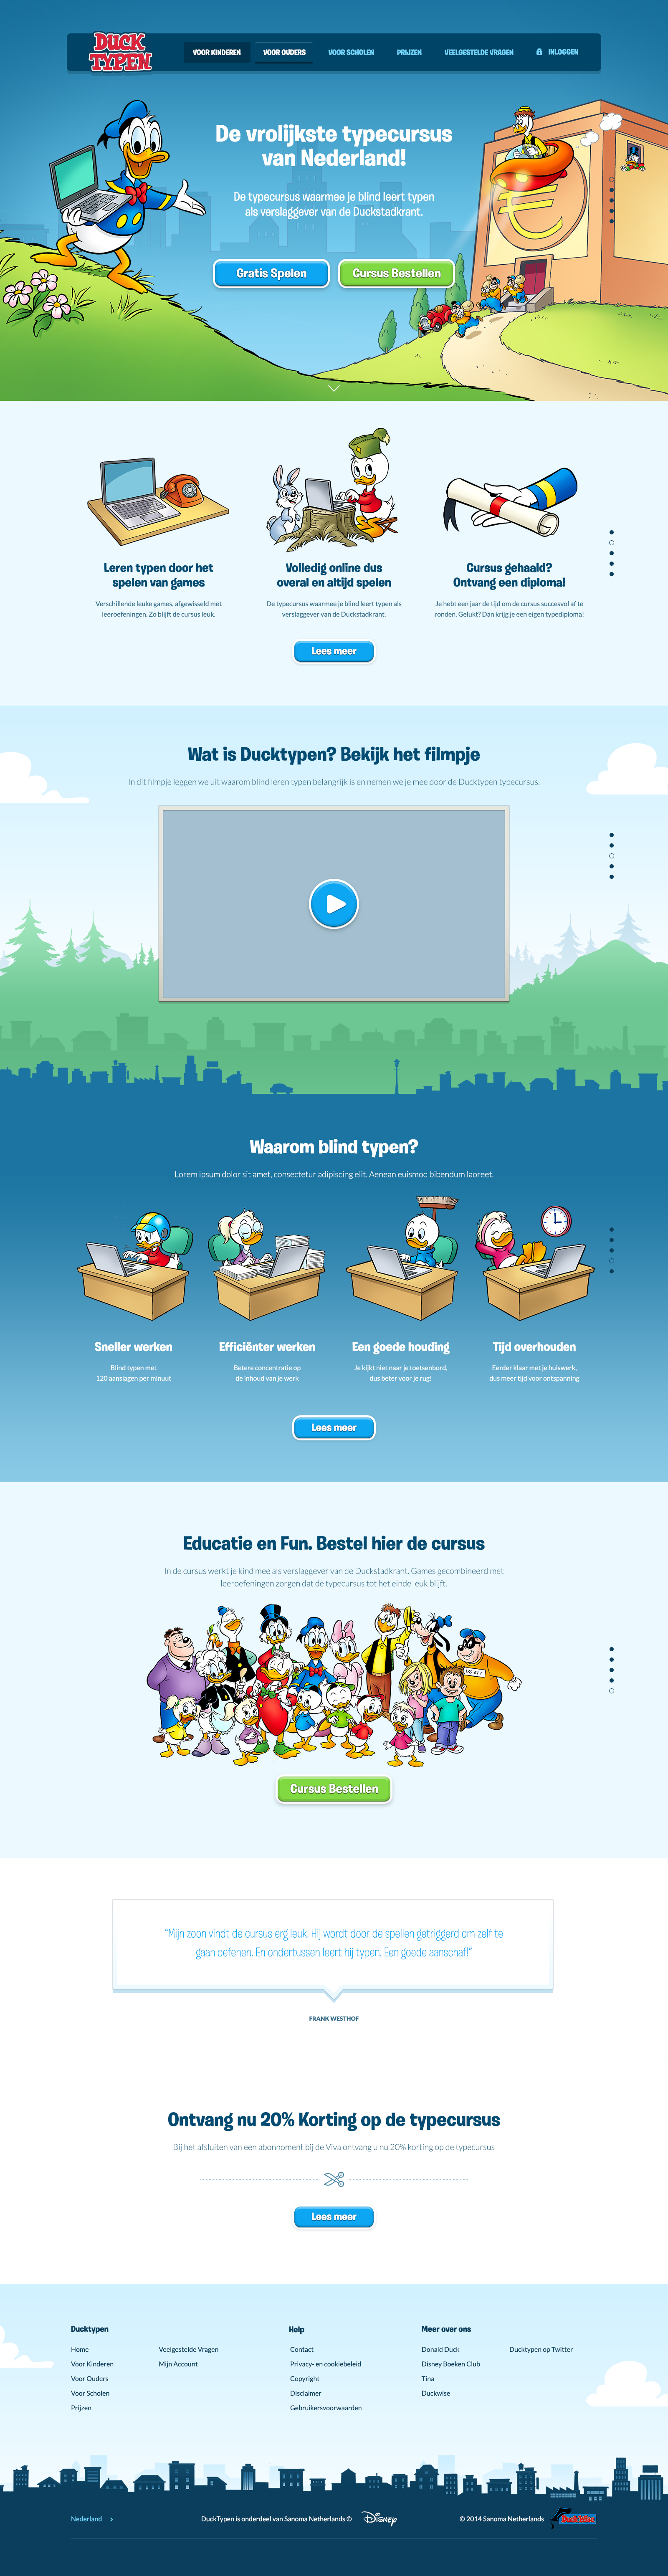 DUCK
TYPEN
VOOR KINDEREN
VOOR OUDERS
VOOR SCHOLEN
PRIJZEN
VEELGESTELDE VRAGEN
INLOGGEN
De vrolijkste typecursus
van Nederland!
De typecursus waarmee je blind leert typen
als verslaggever van de Duckstadkrant.
Gratis Spelen
Cursus Bestellen
Leren typen door het
spelen van games
Verschillende leuke games, afgewisseld met
leeroefeningen. Zo blijft de cursus leuk.
Volledig online dus
overal en altijd spelen
De typecursus waarmee je blind leert typen als
verslaggever van de Duckstadkrant.
Cursus gehaald?
Ontvang een diploma!
Je hebt een jaar de tijd om de cursus succesvol af te
ronden. Gelukt? Dan krijg je een eigen typediploma!
Lees meer
Wat is Ducktypen? Bekijk het filmpje
In dit filmpje leggen we uit waarom blind leren typen belangrijk is en nemen we je mee door de Ducktypen typecursus.
Waarom blind typen?
Lorem ipsum dolor sit amet, consectetur adipiscing elit. Aenean euismod bibendum laoreet.
Sneller werken
Blind typen met
120 aanslagen per minuut
Efficiënter werken
Betere concentratie op
de inhoud van je werk
Een goede houding
Je kijkt niet naar je toetsenbord,
dus beter voor je rug!
Tijd overhouden
Eerder klaar met je huiswerk,
dus meer tijd voor ontspanning
Lees meer
Educatie en Fun. Bestel hier de cursus
In de cursus werkt je kind mee als verslaggever van de Duckstadkrant. Games gecombineerd met
leeroefeningen zorgen dat de typecursus tot het einde leuk blijft.
Cursus Bestellen
"Mijn zoon vindt de cursus erg leuk. Hij wordt door de spellen getriggerd om zelf te
gaan oefenen. En ondertussen leert hij typen. Een goede aanschaf!"
FRANK WESTHOF
Ontvang nu 20% Korting op de typecursus
Bij het afsluiten van een abonnoment bij de Viva ontvang u nu 20% korting op de typecursus
Lees meer
Ducktypen
Home
Voor Kinderen
Voor Ouders
Voor Scholen
Prijzen
Veelgestelde Vragen
Mijn Account
Help
Contact
Privacy- en cookiebeleid
Copyright
Disclaimer
Gebruikersvoorwaarden
Meer over ons
Donald Duck
Disney Boeken Club
Tina
Duckwise
Ducktypen op Twitter
Nederland
DuckTypen is onderdeel van Sanoma Netherlands ©
Disney
© 2014 Sanoma Netherlands